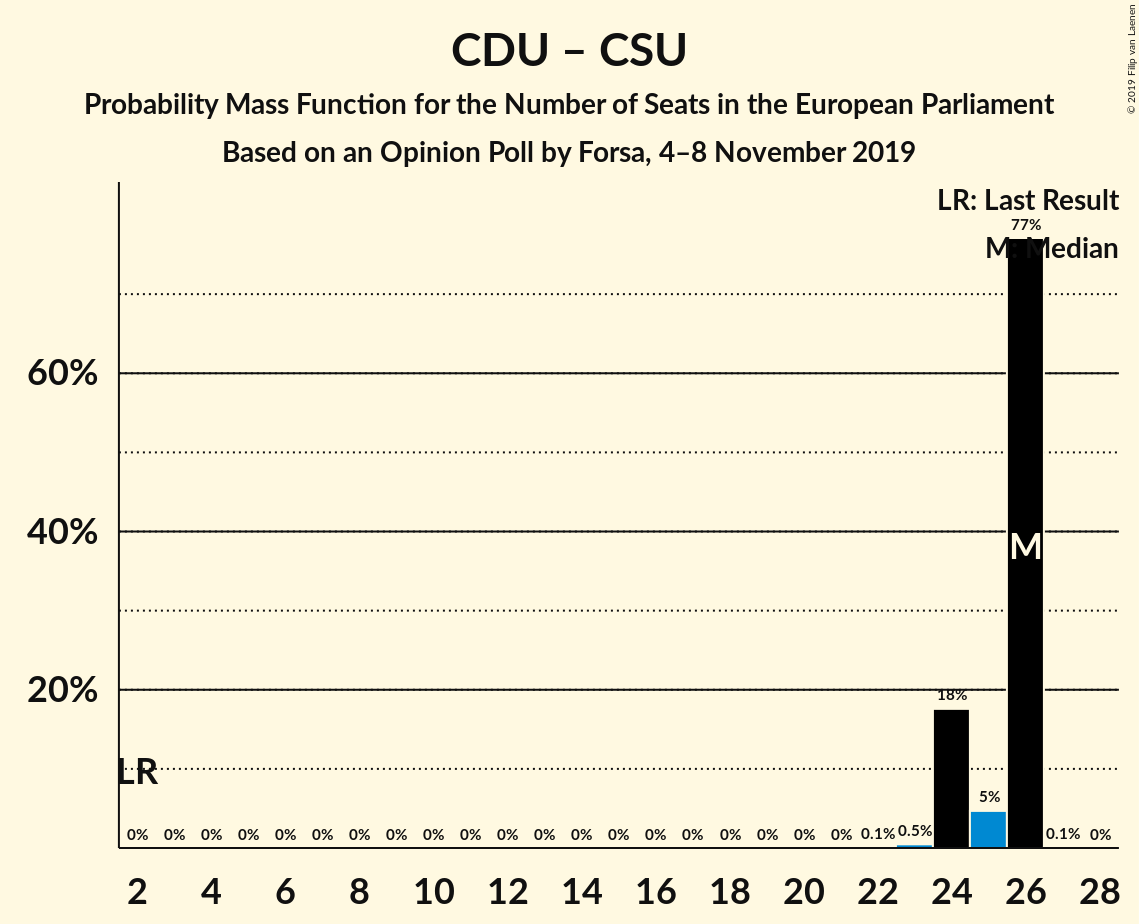 CDU – CSU
Probability Mass Function for the Number of Seats in the European Parliament
Based on an Opinion Poll by Forsa, 4–8 November 2019
© 2019 Filip van Laenen
LR: Last Result
77%
M: Median
60%
40%
M
20%
18%
LR
5%
0% 0% 0% 0% 0% 0% 0% 0% 0% 0% 0% 0% 0% 0% 0% 0% 0% 0% 0% 0% 0.1% 0.5% 0.1% 0%
2 4 6 8 10 12 14 16 18 20 22 24 26 28